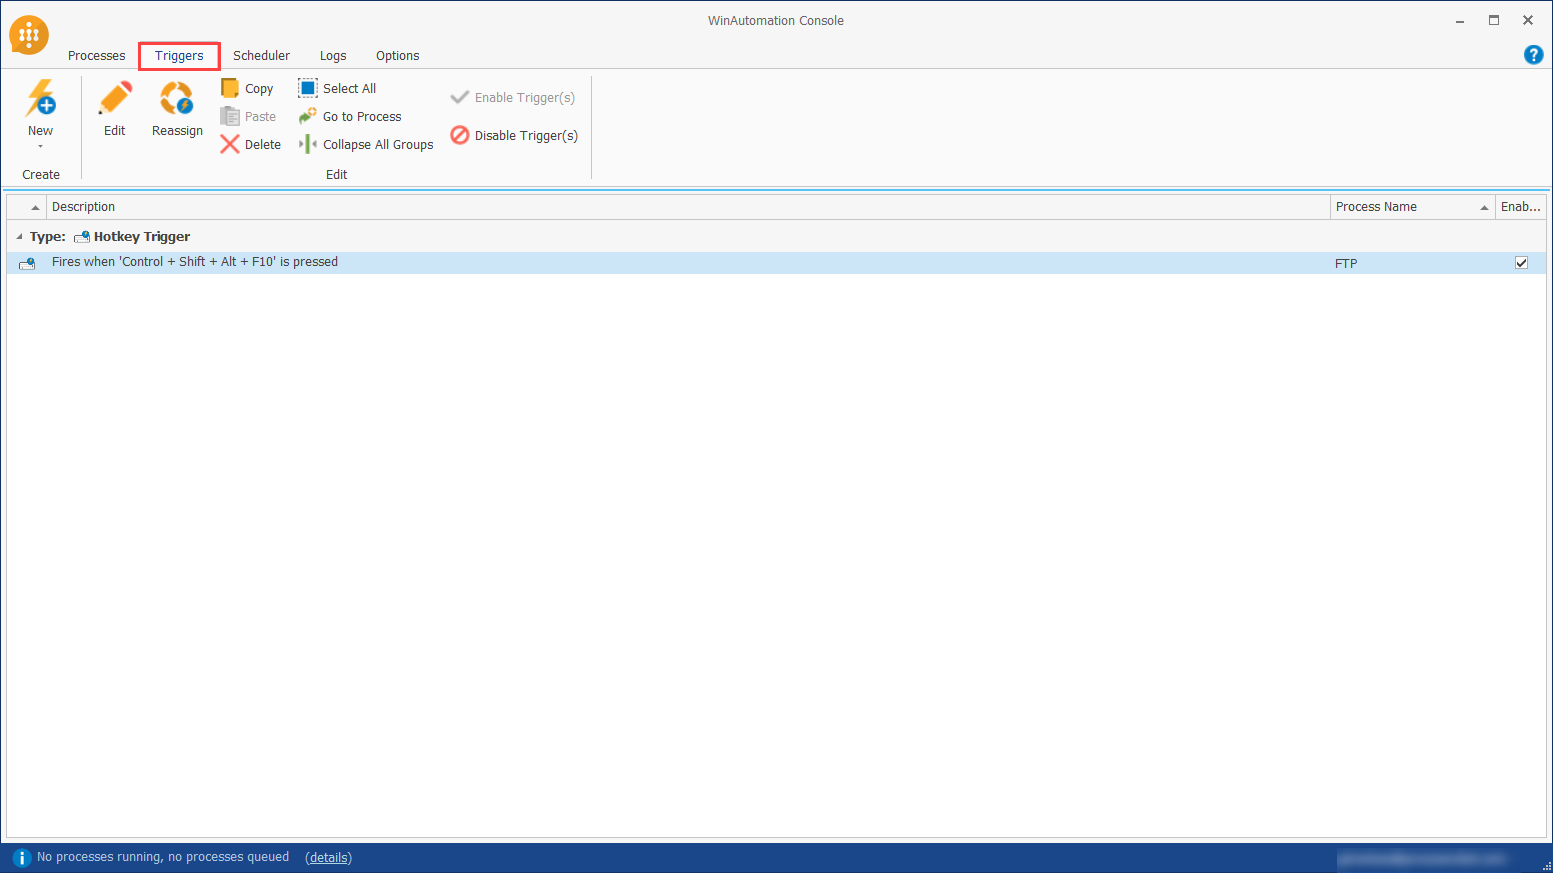 WinAutomation Console
Processes Triggers Scheduler Logs Options
New
Create
Edit
Reassign
Copy
Paste
Delete
Select All
Go to Process
Collapse All Groups
Enable Trigger(s)
Disable Trigger(s)
Edit
Description Process Name Enab...
Type: Hotkey Trigger
Fires when 'Control + Shift + Alt + F10' is pressed FTP
No processes running, no processes queued (details)